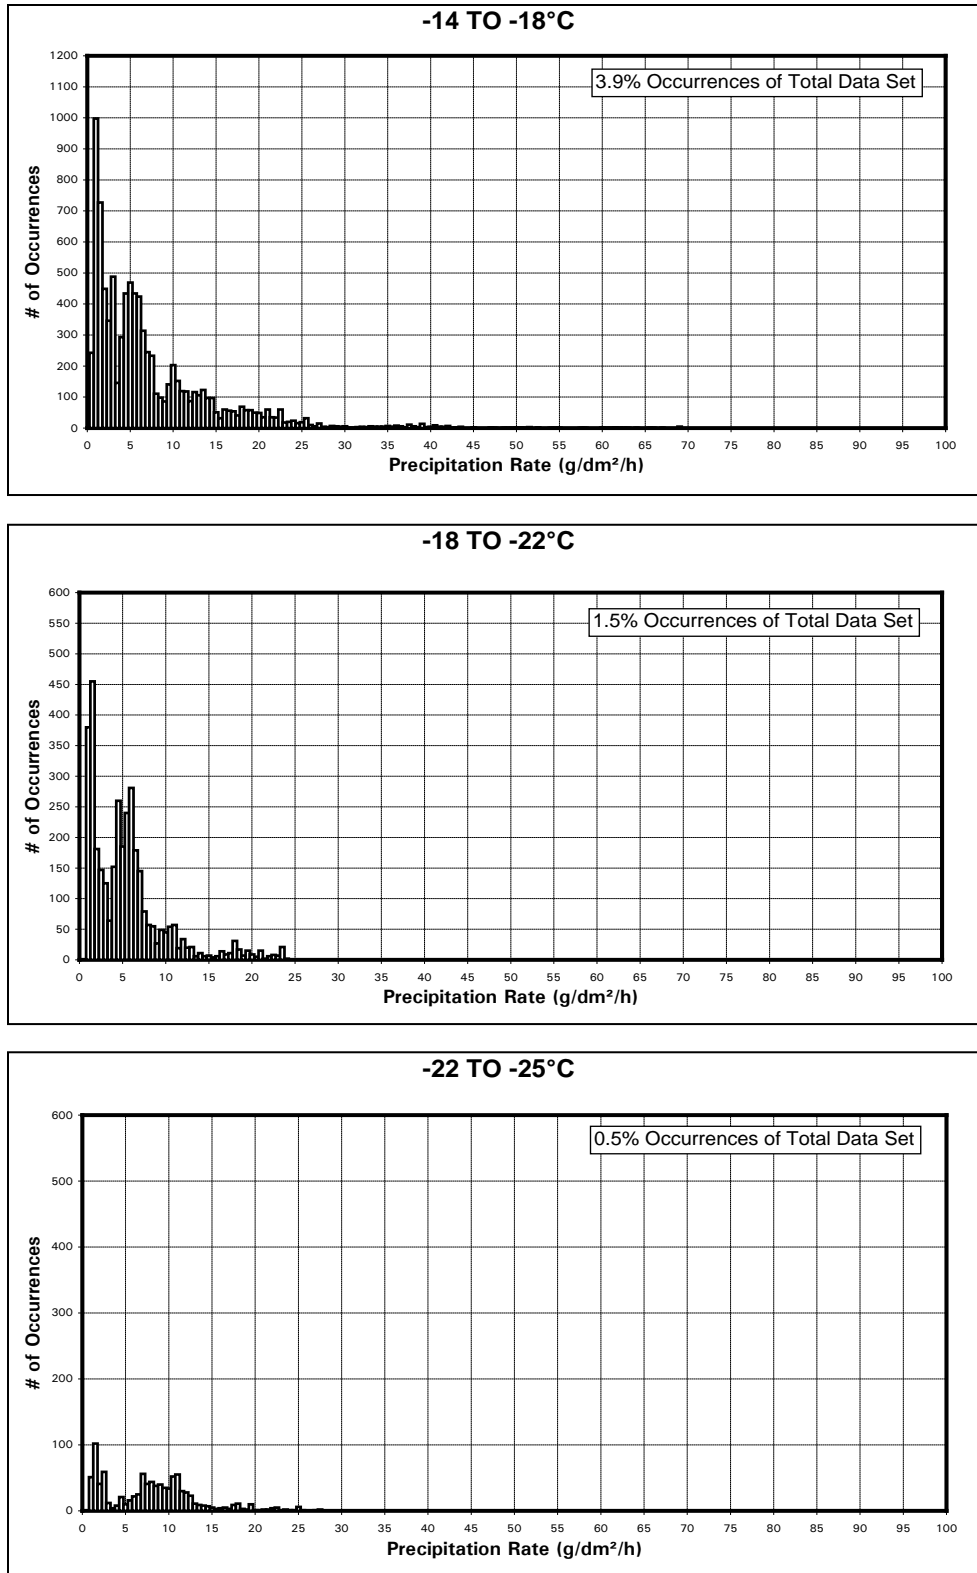 -14 TO -18°C
3.9% Occurrences of Total Data Set
1200
1100
1000
900
800
700
600
500
400
300
200
100
0
# of Occurrences
0 5 10 15 20 25 30 35 40 45 50 55 60 65 70 75 80 85 90 95 100
Precipitation Rate (g/dm²/h)
-18 TO -22°C
1.5% Occurrences of Total Data Set
600
550
500
450
400
350
300
250
200
150
100
50
0
# of Occurrences
0 5 10 15 20 25 30 35 40 45 50 55 60 65 70 75 80 85 90 95 100
Precipitation Rate (g/dm²/h)
-22 TO -25°C
0.5% Occurrences of Total Data Set
600
500
400
300
200
100
0
# of Occurrences
0 5 10 15 20 25 30 35 40 45 50 55 60 65 70 75 80 85 90 95 100
Precipitation Rate (g/dm²/h)